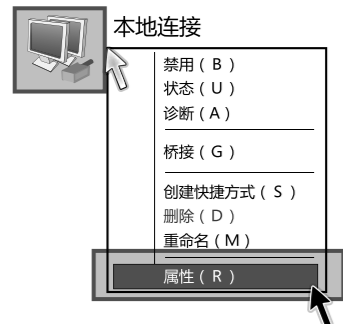 本地连接
禁用（B）
状态（U）
诊断（A）
桥接（G）
创建快捷方式（S）
删除（D）
重命名（M）
属性（R）